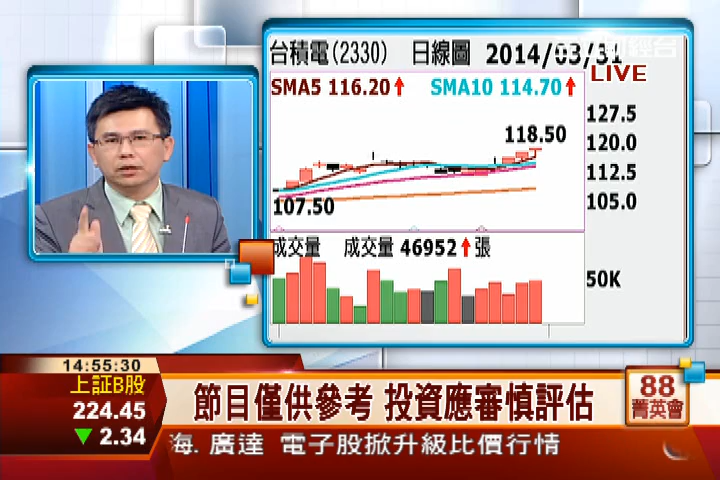 台積電(2330) 日線圖 2014/03/31
LIVE
SMA5 116.20↑ SMA10 114.70↑
127.5
118.50
120.0
112.5
107.50
105.0
成交量 成交量 46952↑張
50K
14:55:30
上証B股
224.45
▼ 2.34
節目僅供參考 投資應審慎評估
88
菁英會
海. 廣達 電子股掀升級比價行情